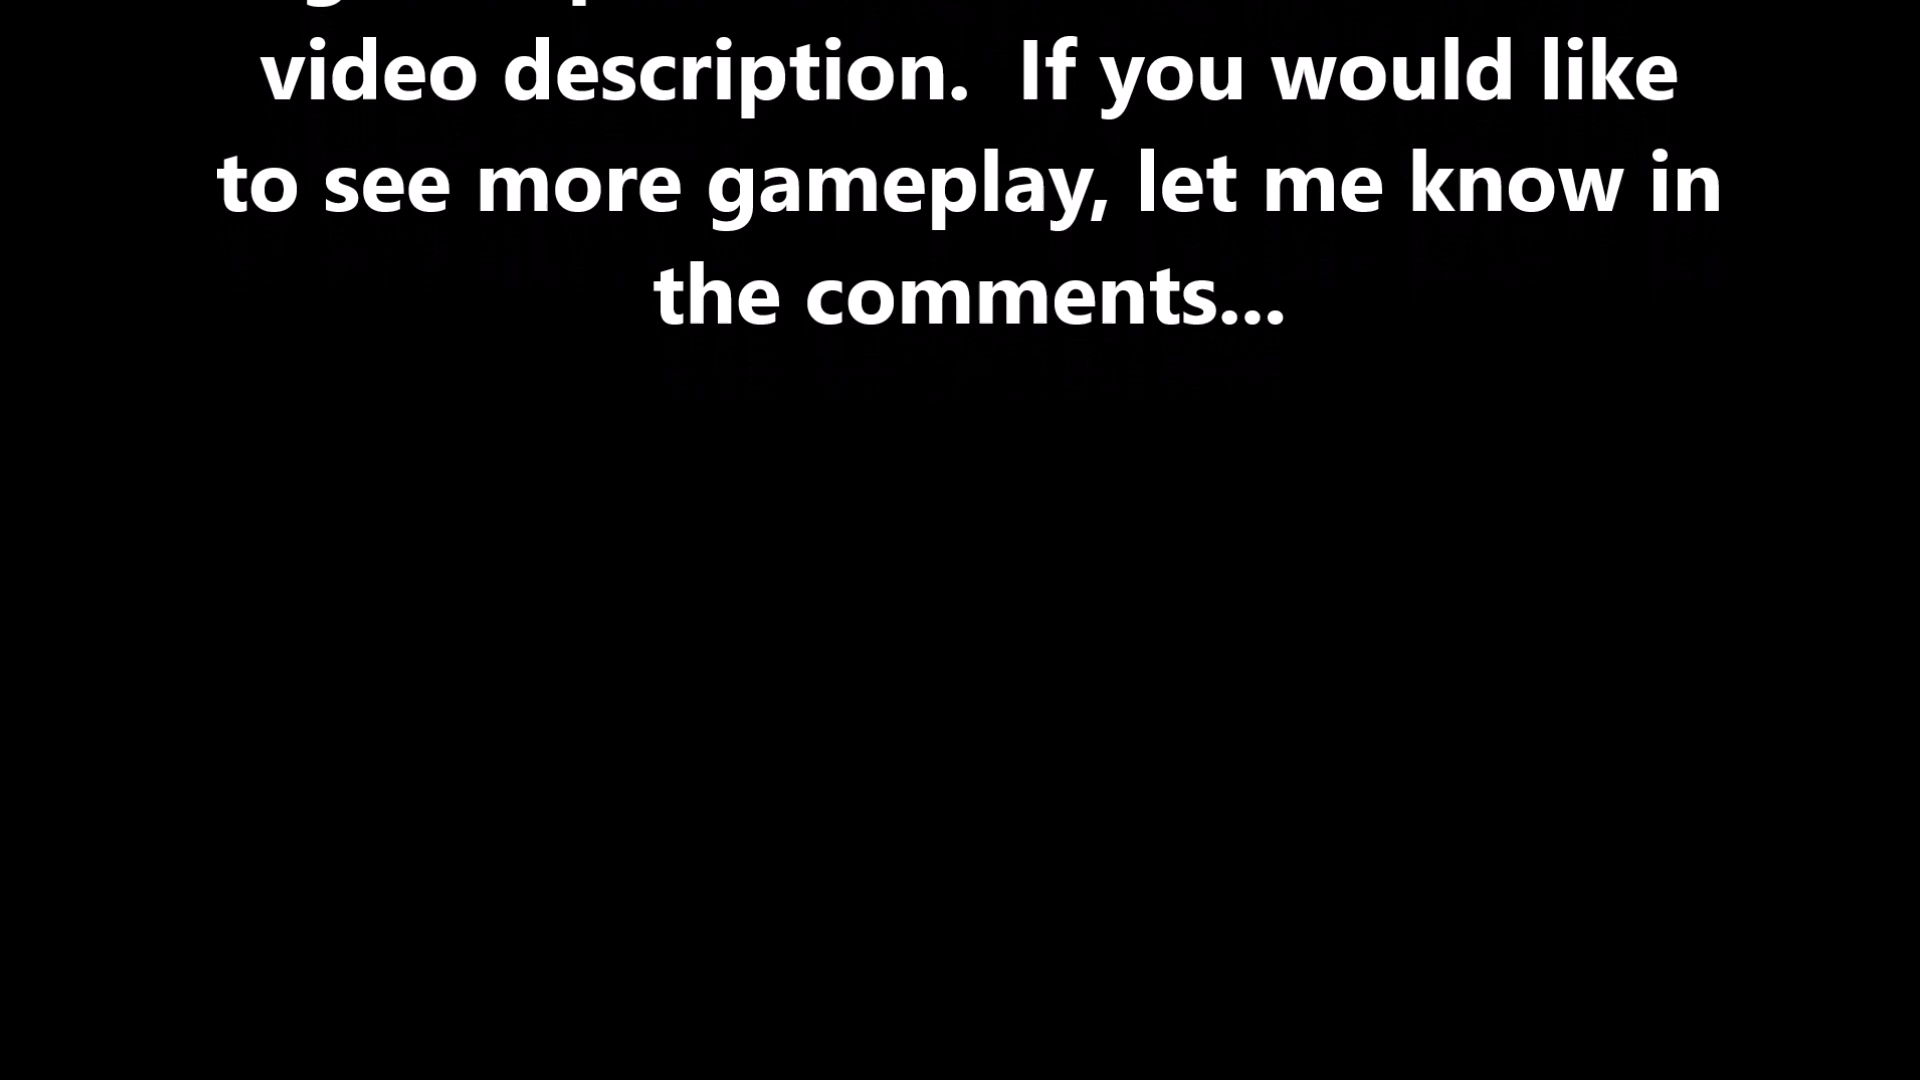 video description.  If you would like
to see more gameplay, let me know in
the comments...